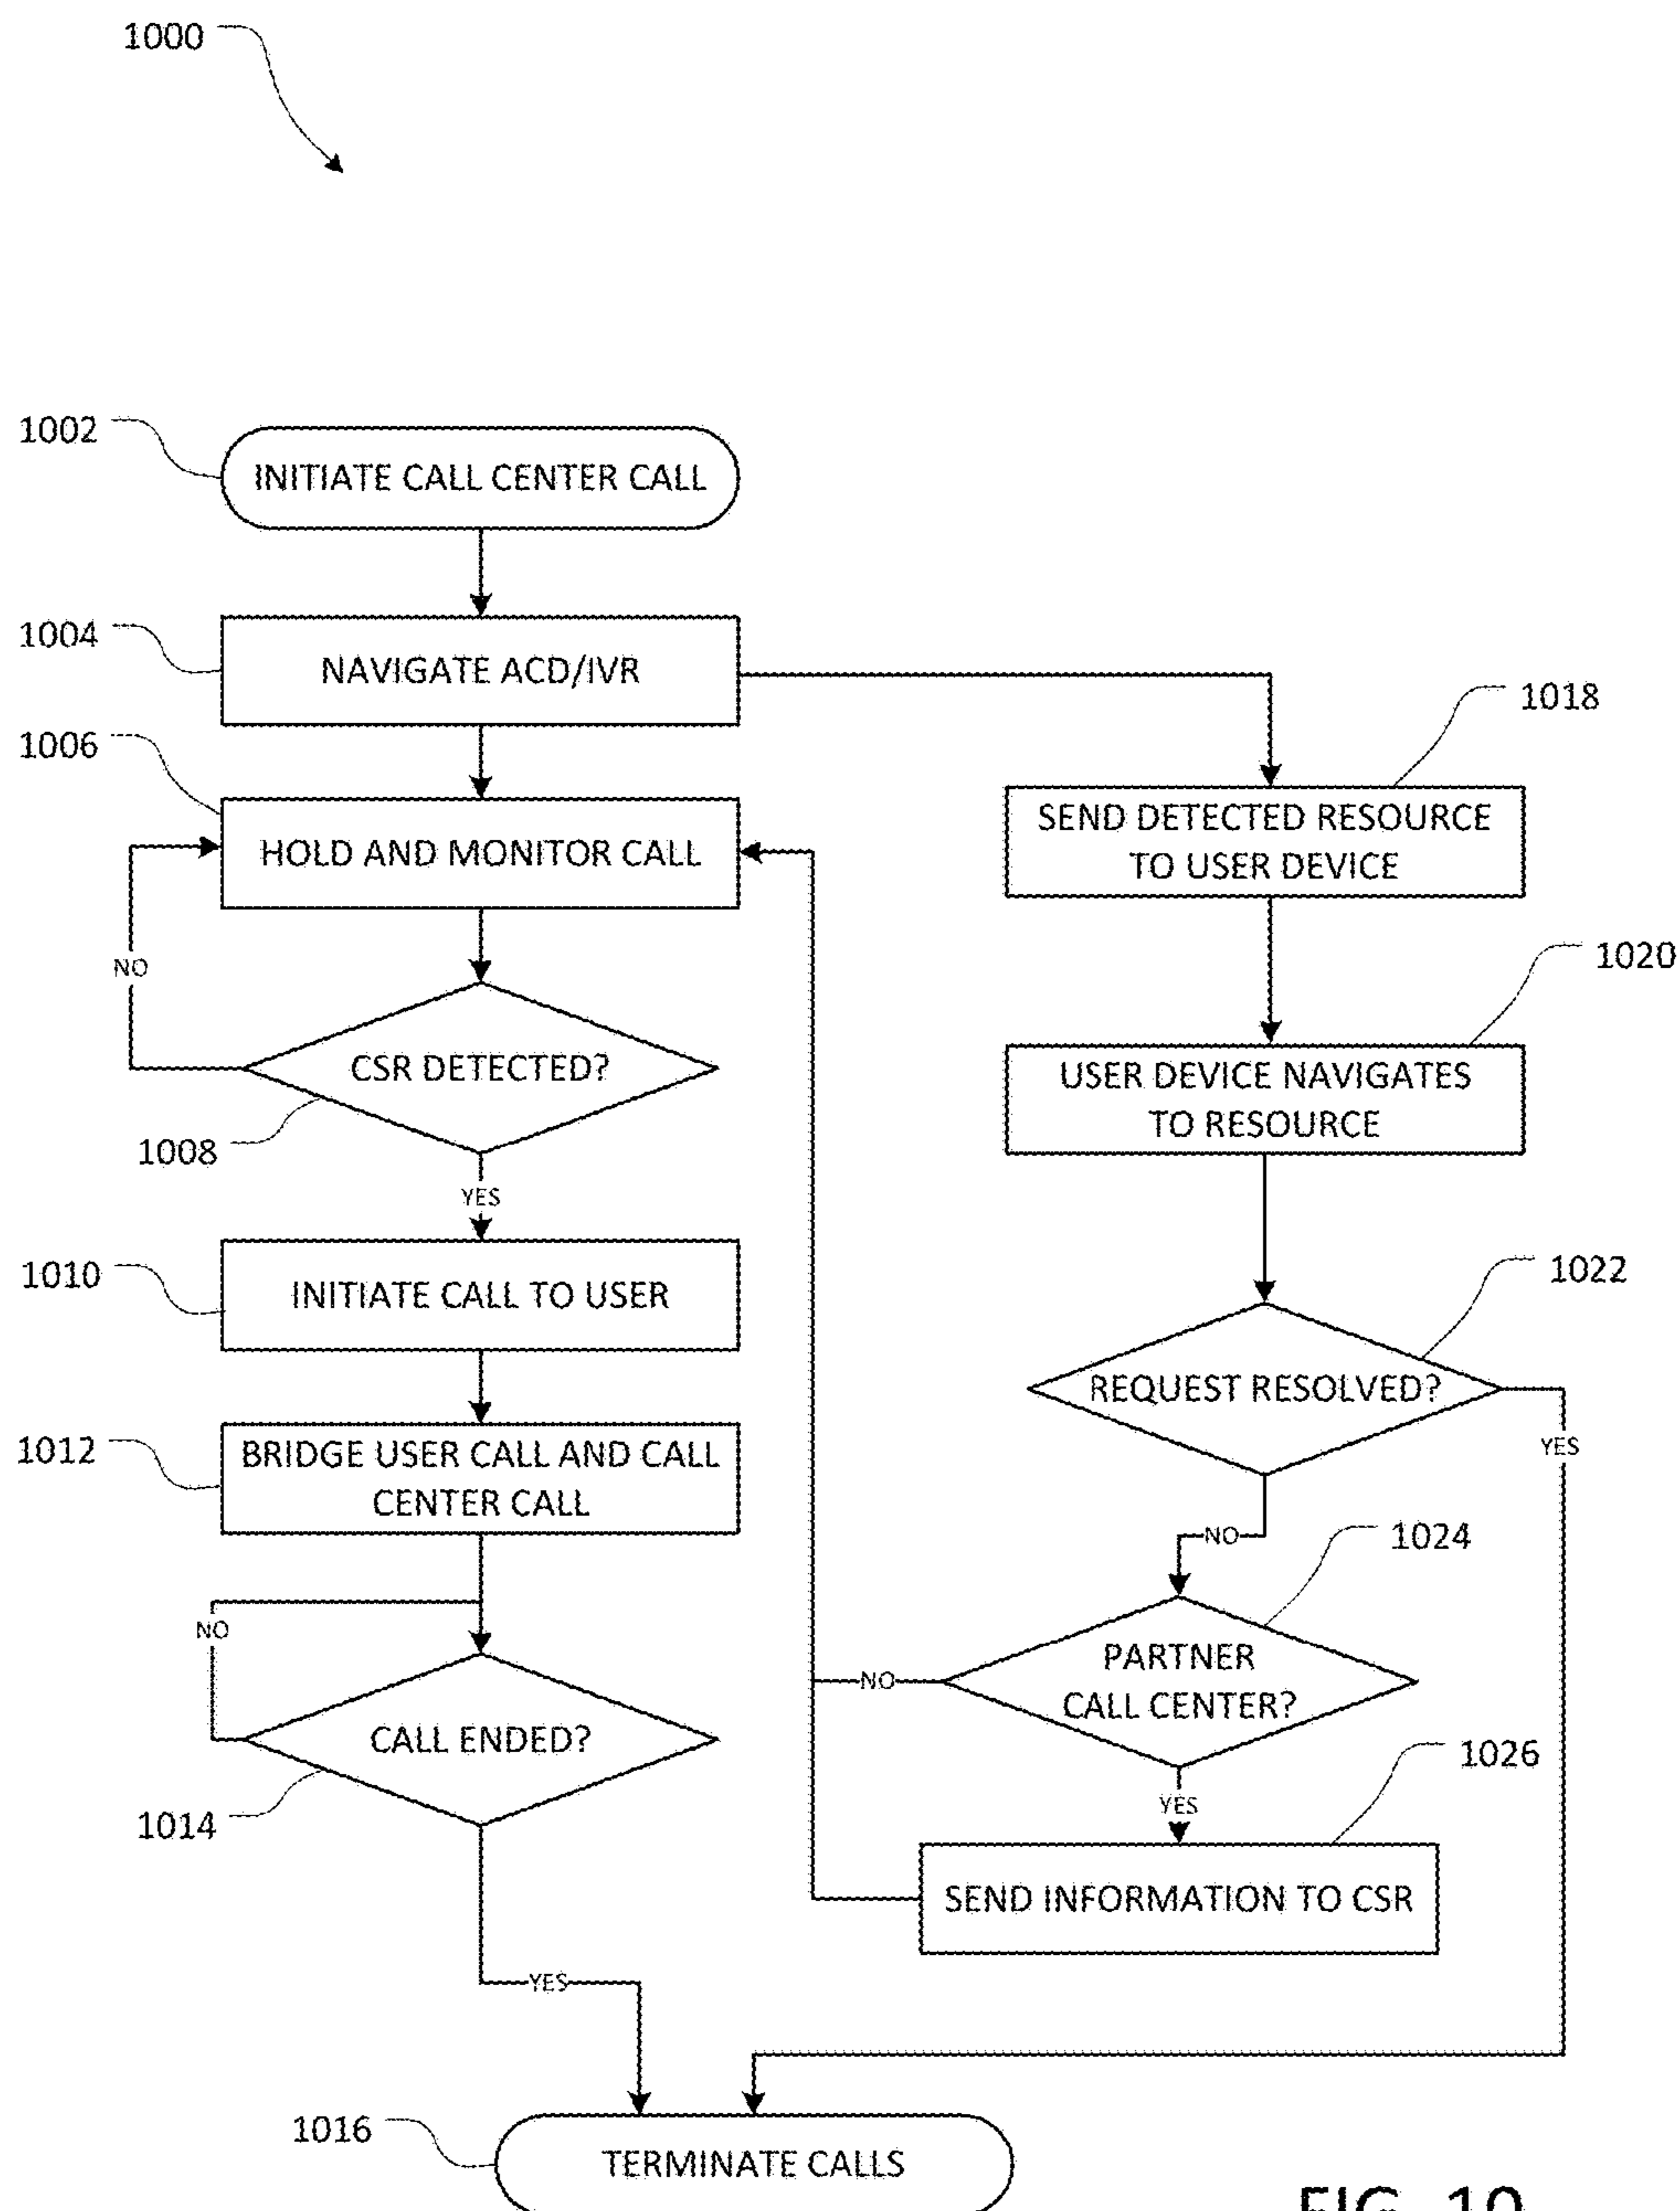 1000
1002
INITIATE CALL CENTER CALL
1004
NAVIGATE ACD/IVR
1006
HOLD AND MONITOR CALL
NO
CSR DETECTED?
1008
YES
1010
INITIATE CALL TO USER
1012
BRIDGE USER CALL AND CALL
CENTER CALL
NO
CALL ENDED?
1014
YES
1018
SEND DETECTED RESOURCE
TO USER DEVICE
1020
USER DEVICE NAVIGATES
TO RESOURCE
1022
REQUEST RESOLVED?
YES
NO
1024
PARTNER
CALL CENTER?
NO
YES
1026
SEND INFORMATION TO CSR
1016
TERMINATE CALLS
FIG. 10